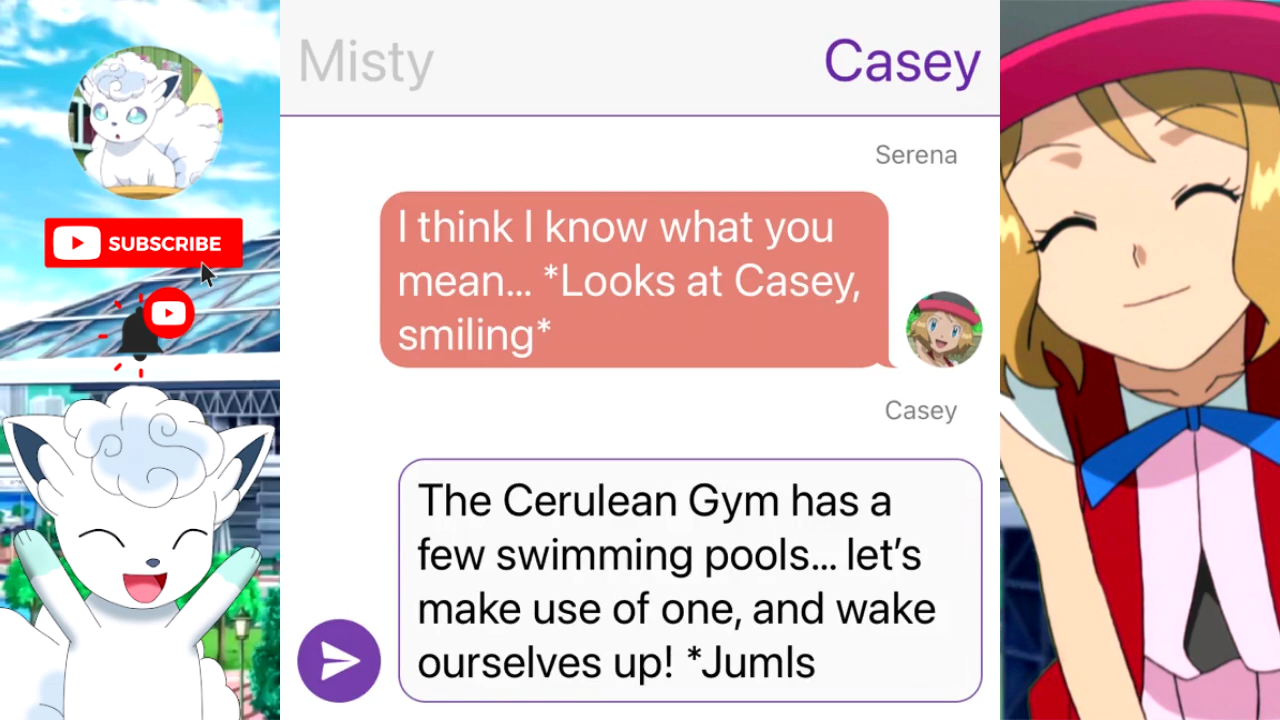 Misty
Casey
Serena
I think I know what you
mean... *Looks at Casey,
smiling*
SUBSCRIBE
Casey
The Cerulean Gym has a
few swimming pools... let’s
make use of one, and wake
ourselves up! *Jumls